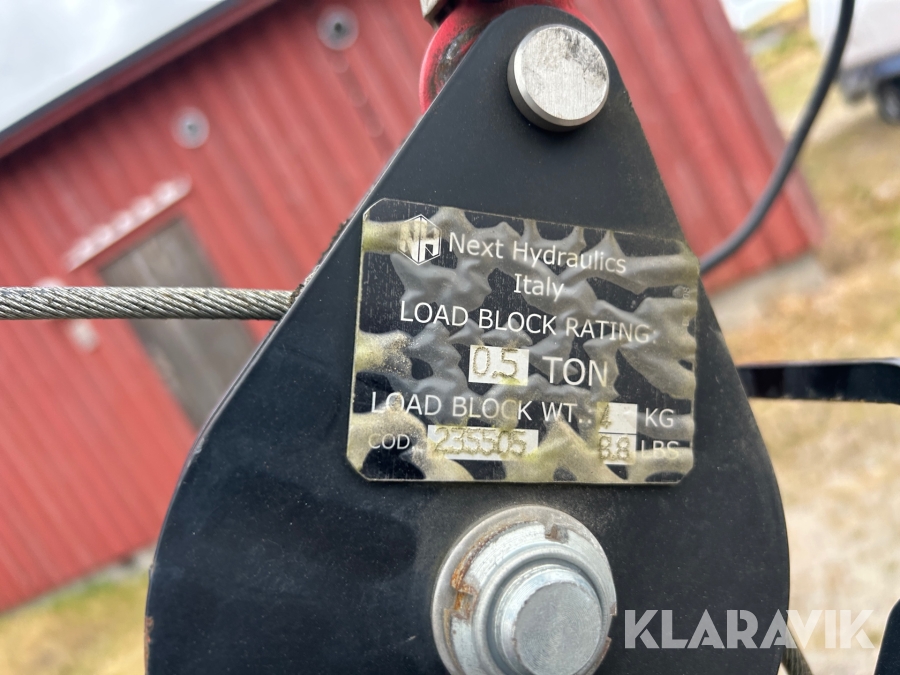 NH Next Hydraulics
Italy
LOAD BLOCK RATING
0,5 TON
LOAD BLOCK WT.: 4 KG
COD. 235505 8.8 LBS
KLARAVIK